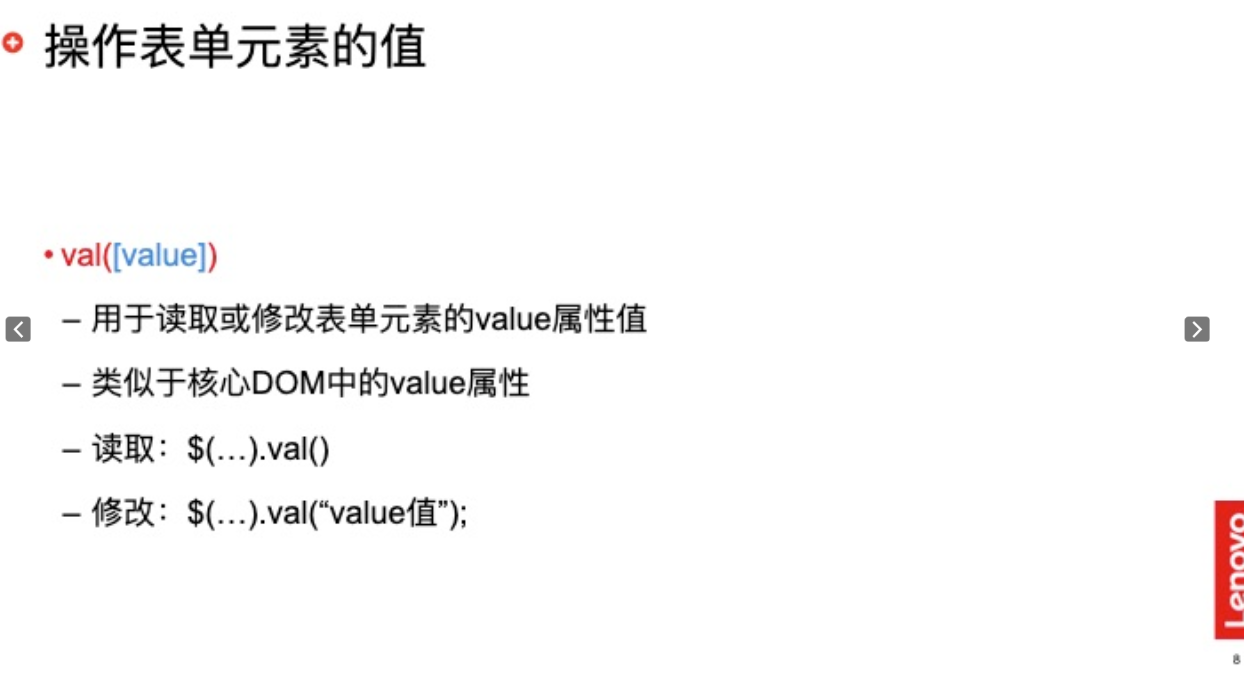 操作表单元素的值
• val([value])
– 用于读取或修改表单元素的value属性值
– 类似于核心DOM中的value属性
– 读取：$(…).val()
– 修改：$(…).val(“value值”);
Lenovo
8